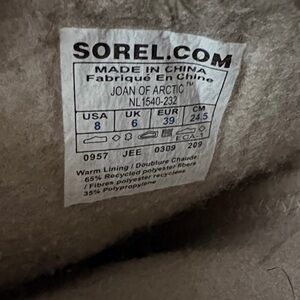 SOREL.COM
MADE IN CHINA
Fabriqué En Chine
JOAN OF ARCTIC™
NL1540-232
USA UK EUR CM
8 6 39 24.5
0957 JEE 0309 209
Warm Lining / Doublure Chaude
65% Recycled polyester fibers
/ Fibres polyester recyclées
35% Polypropylene